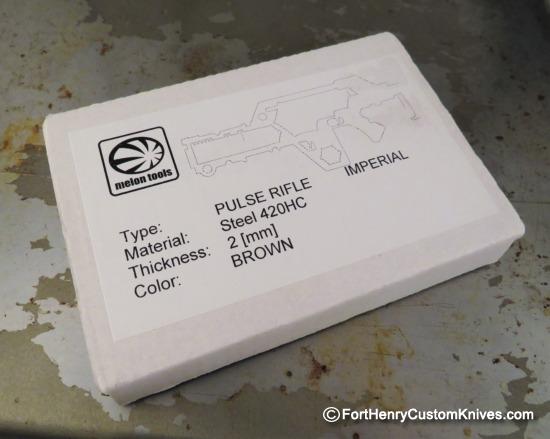 melon tools
Type: PULSE RIFLE
Material: Steel 420HC IMPERIAL
Thickness: 2 [mm]
Color: BROWN
© FortHenryCustomKnives.com